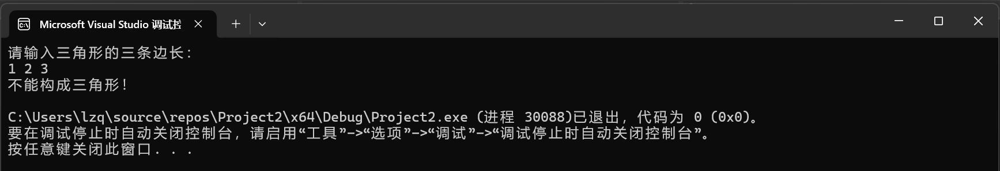 Microsoft Visual Studio 调试控
请输入三角形的三条边长：
1 2 3
不能构成三角形！
C:\Users\lzq\source\repos\Project2\x64\Debug\Project2.exe (进程 30088)已退出，代码为 0 (0x0)。
要在调试停止时自动关闭控制台，请启用“工具”->“选项”->“调试”->“调试停止时自动关闭控制台”。
按任意键关闭此窗口. . .